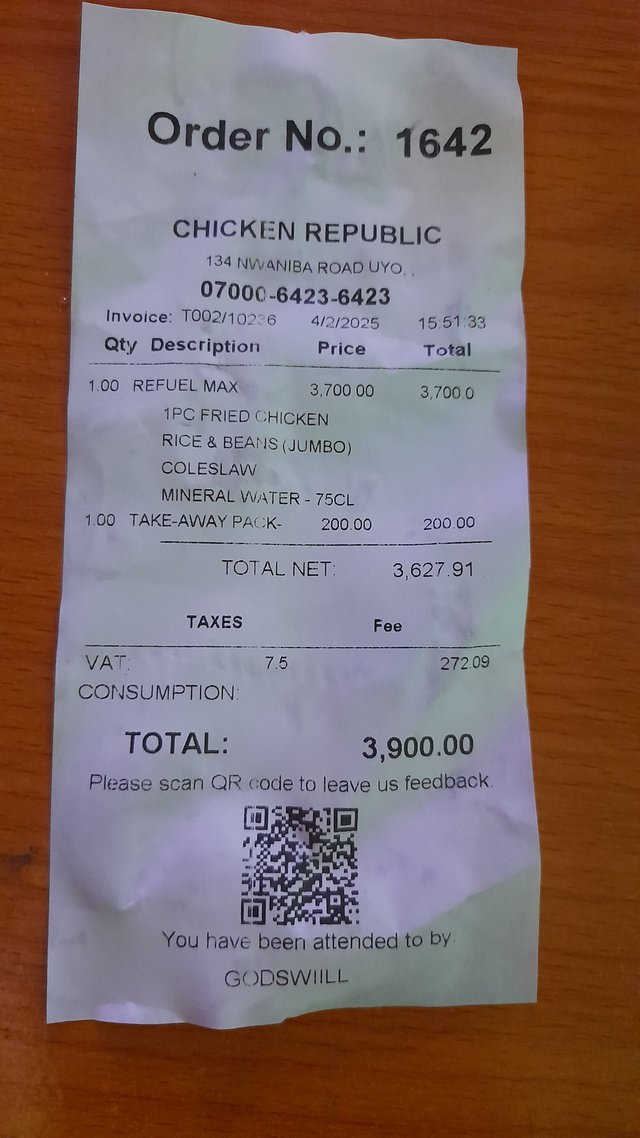 Order No.: 1642
CHICKEN REPUBLIC
134 NWANIBA ROAD UYO, ,
07000-6423-6423
Invoice: T002/10236 4/2/2025 15:51:33
Qty Description Price Total
1.00 REFUEL MAX 3,700.00 3,700.0
1PC FRIED CHICKEN
RICE & BEANS (JUMBO)
COLESLAW
MINERAL WATER - 75CL
1.00 TAKE-AWAY PACK- 200.00 200.00
TOTAL NET: 3,627.91
TAXES Fee
VAT: 7.5 272.09
CONSUMPTION:
TOTAL: 3,900.00
Please scan QR code to leave us feedback.
You have been attended to by
GODSWIILL